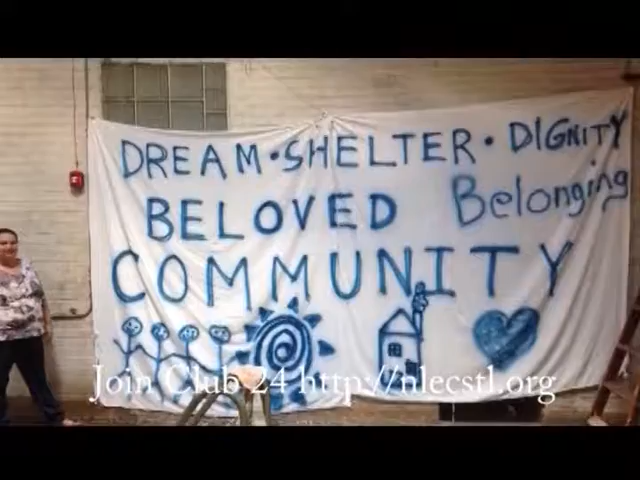 DREAM • SHELTER • DIGNITY
BELOVED Belonging
COMMUNITY
Join Club 24 http://nlecstl.org